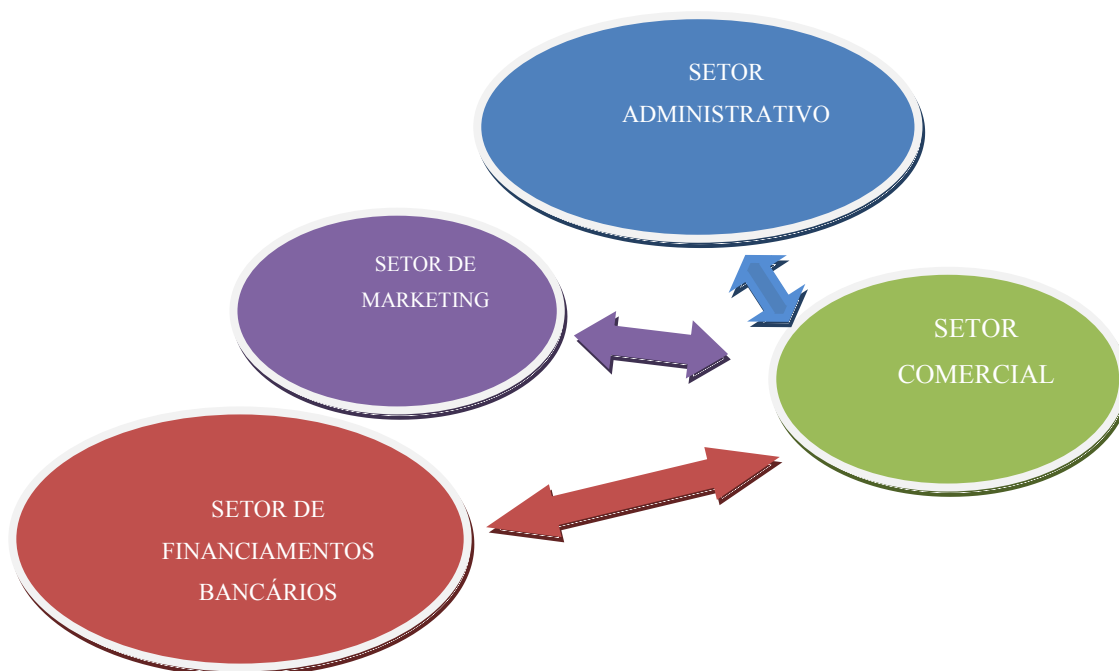 SETOR
ADMINISTRATIVO
SETOR DE
MARKETING
SETOR
COMERCIAL
SETOR DE
FINANCIAMENTOS
BANCÁRIOS